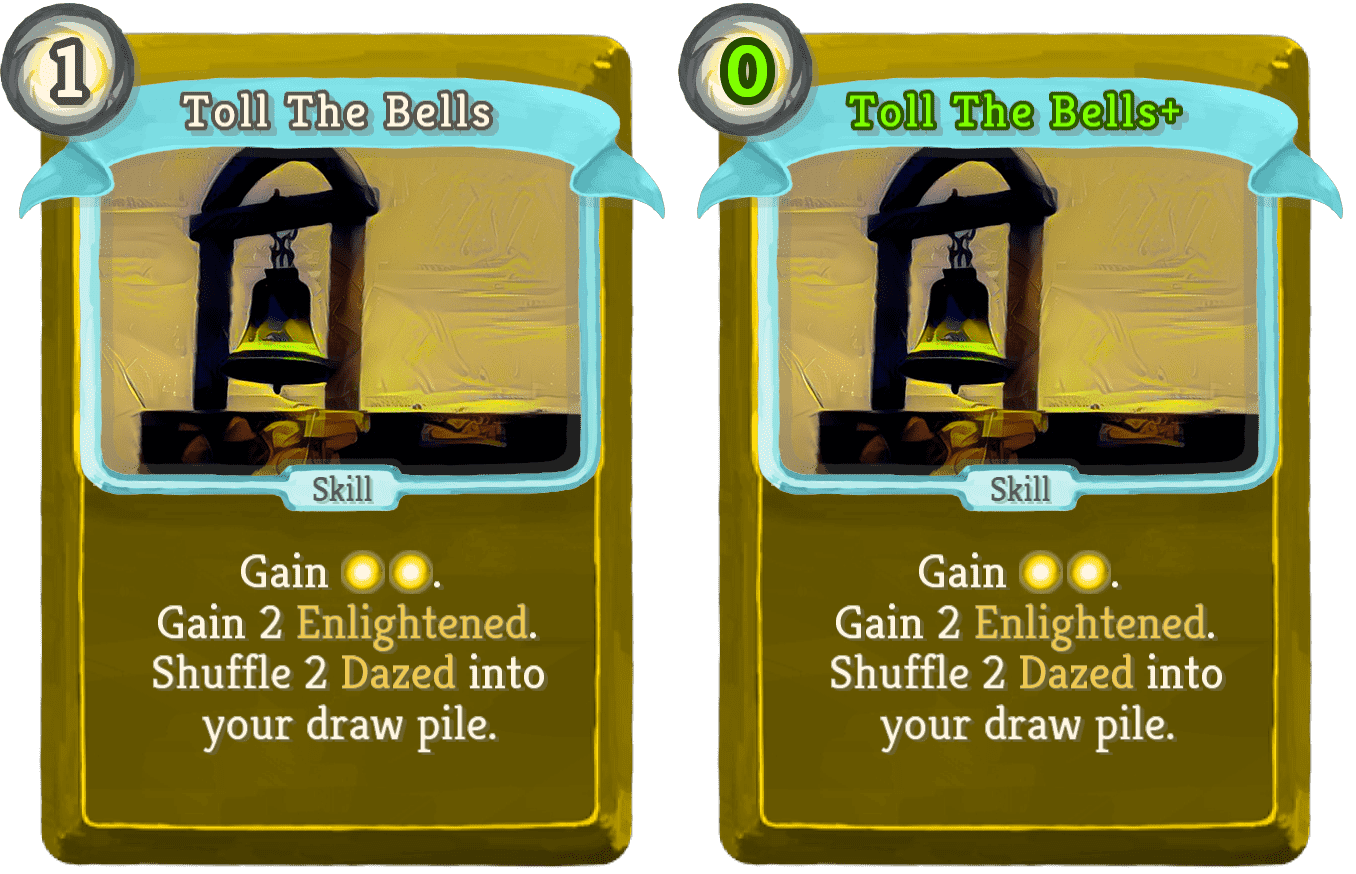 1
Toll The Bells
Skill
Gain .
Gain 2 Enlightened.
Shuffle 2 Dazed into
your draw pile.
0
Toll The Bells+
Skill
Gain .
Gain 2 Enlightened.
Shuffle 2 Dazed into
your draw pile.